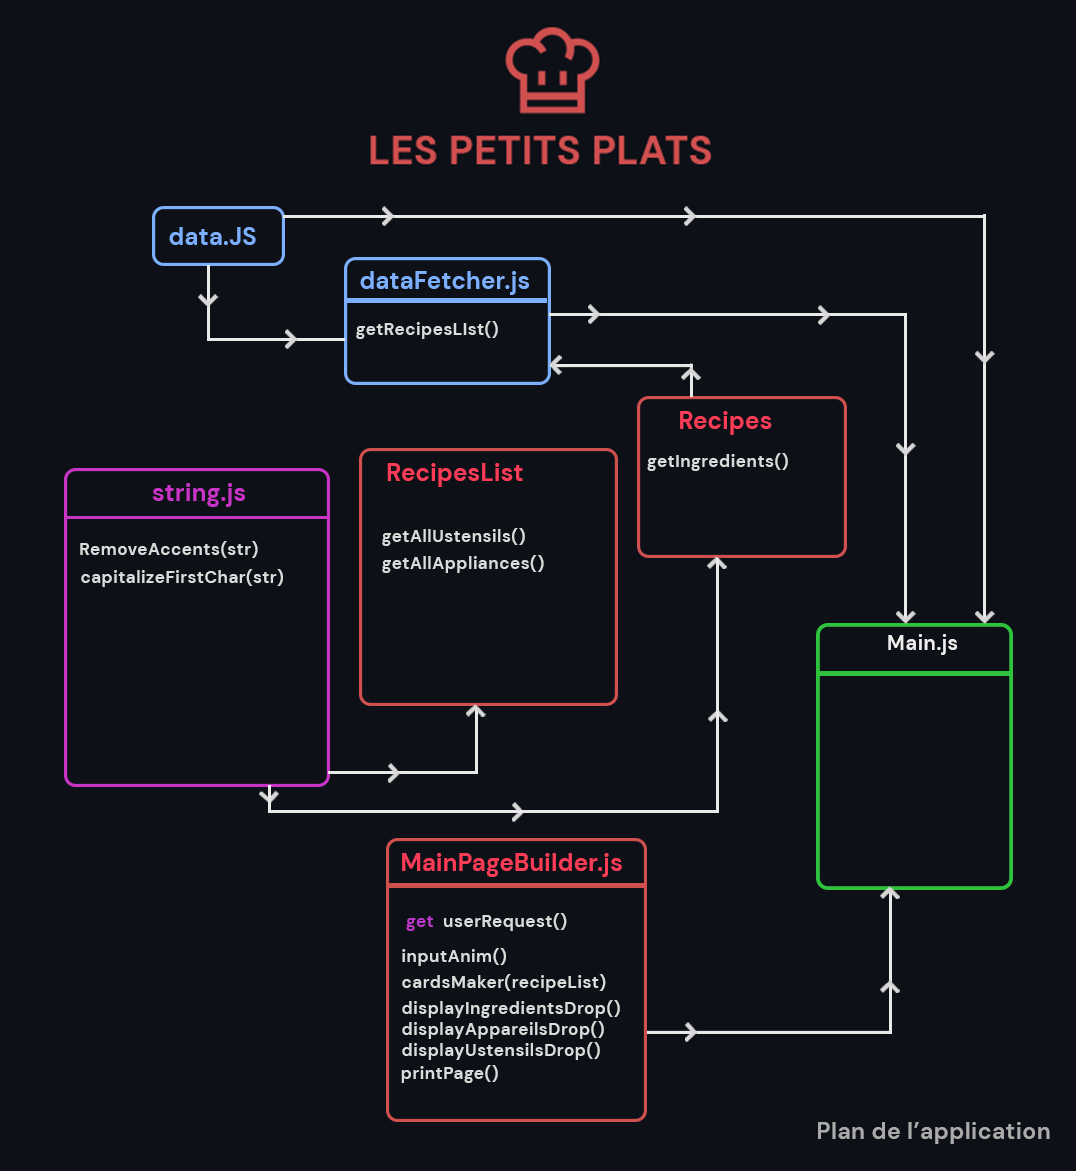 LES PETITS PLATS
data.JS
dataFetcher.js
getRecipesLIst()
Recipes
getIngredients()
RecipesList
getAllUstensils()
getAllAppliances()
string.js
RemoveAccents(str)
capitalizeFirstChar(str)
Main.js
MainPageBuilder.js
get userRequest()
inputAnim()
cardsMaker(recipeList)
displayIngredientsDrop()
displayAppareilsDrop()
displayUstensilsDrop()
printPage()
Plan de l’application